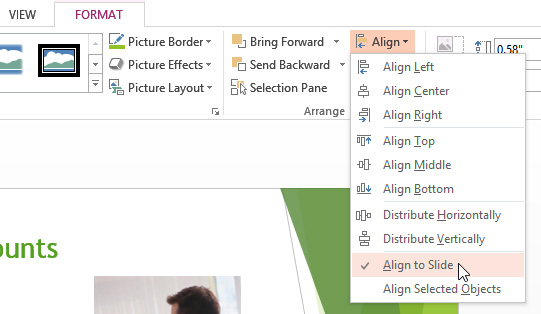 VIEW FORMAT
Picture Border Bring Forward Align
Picture Effects Send Backward
Picture Layout Selection Pane
Arrange
0.58"
Align Left
Align Center
Align Right
Align Top
Align Middle
Align Bottom
Distribute Horizontally
Distribute Vertically
Align to Slide
Align Selected Objects
ounts